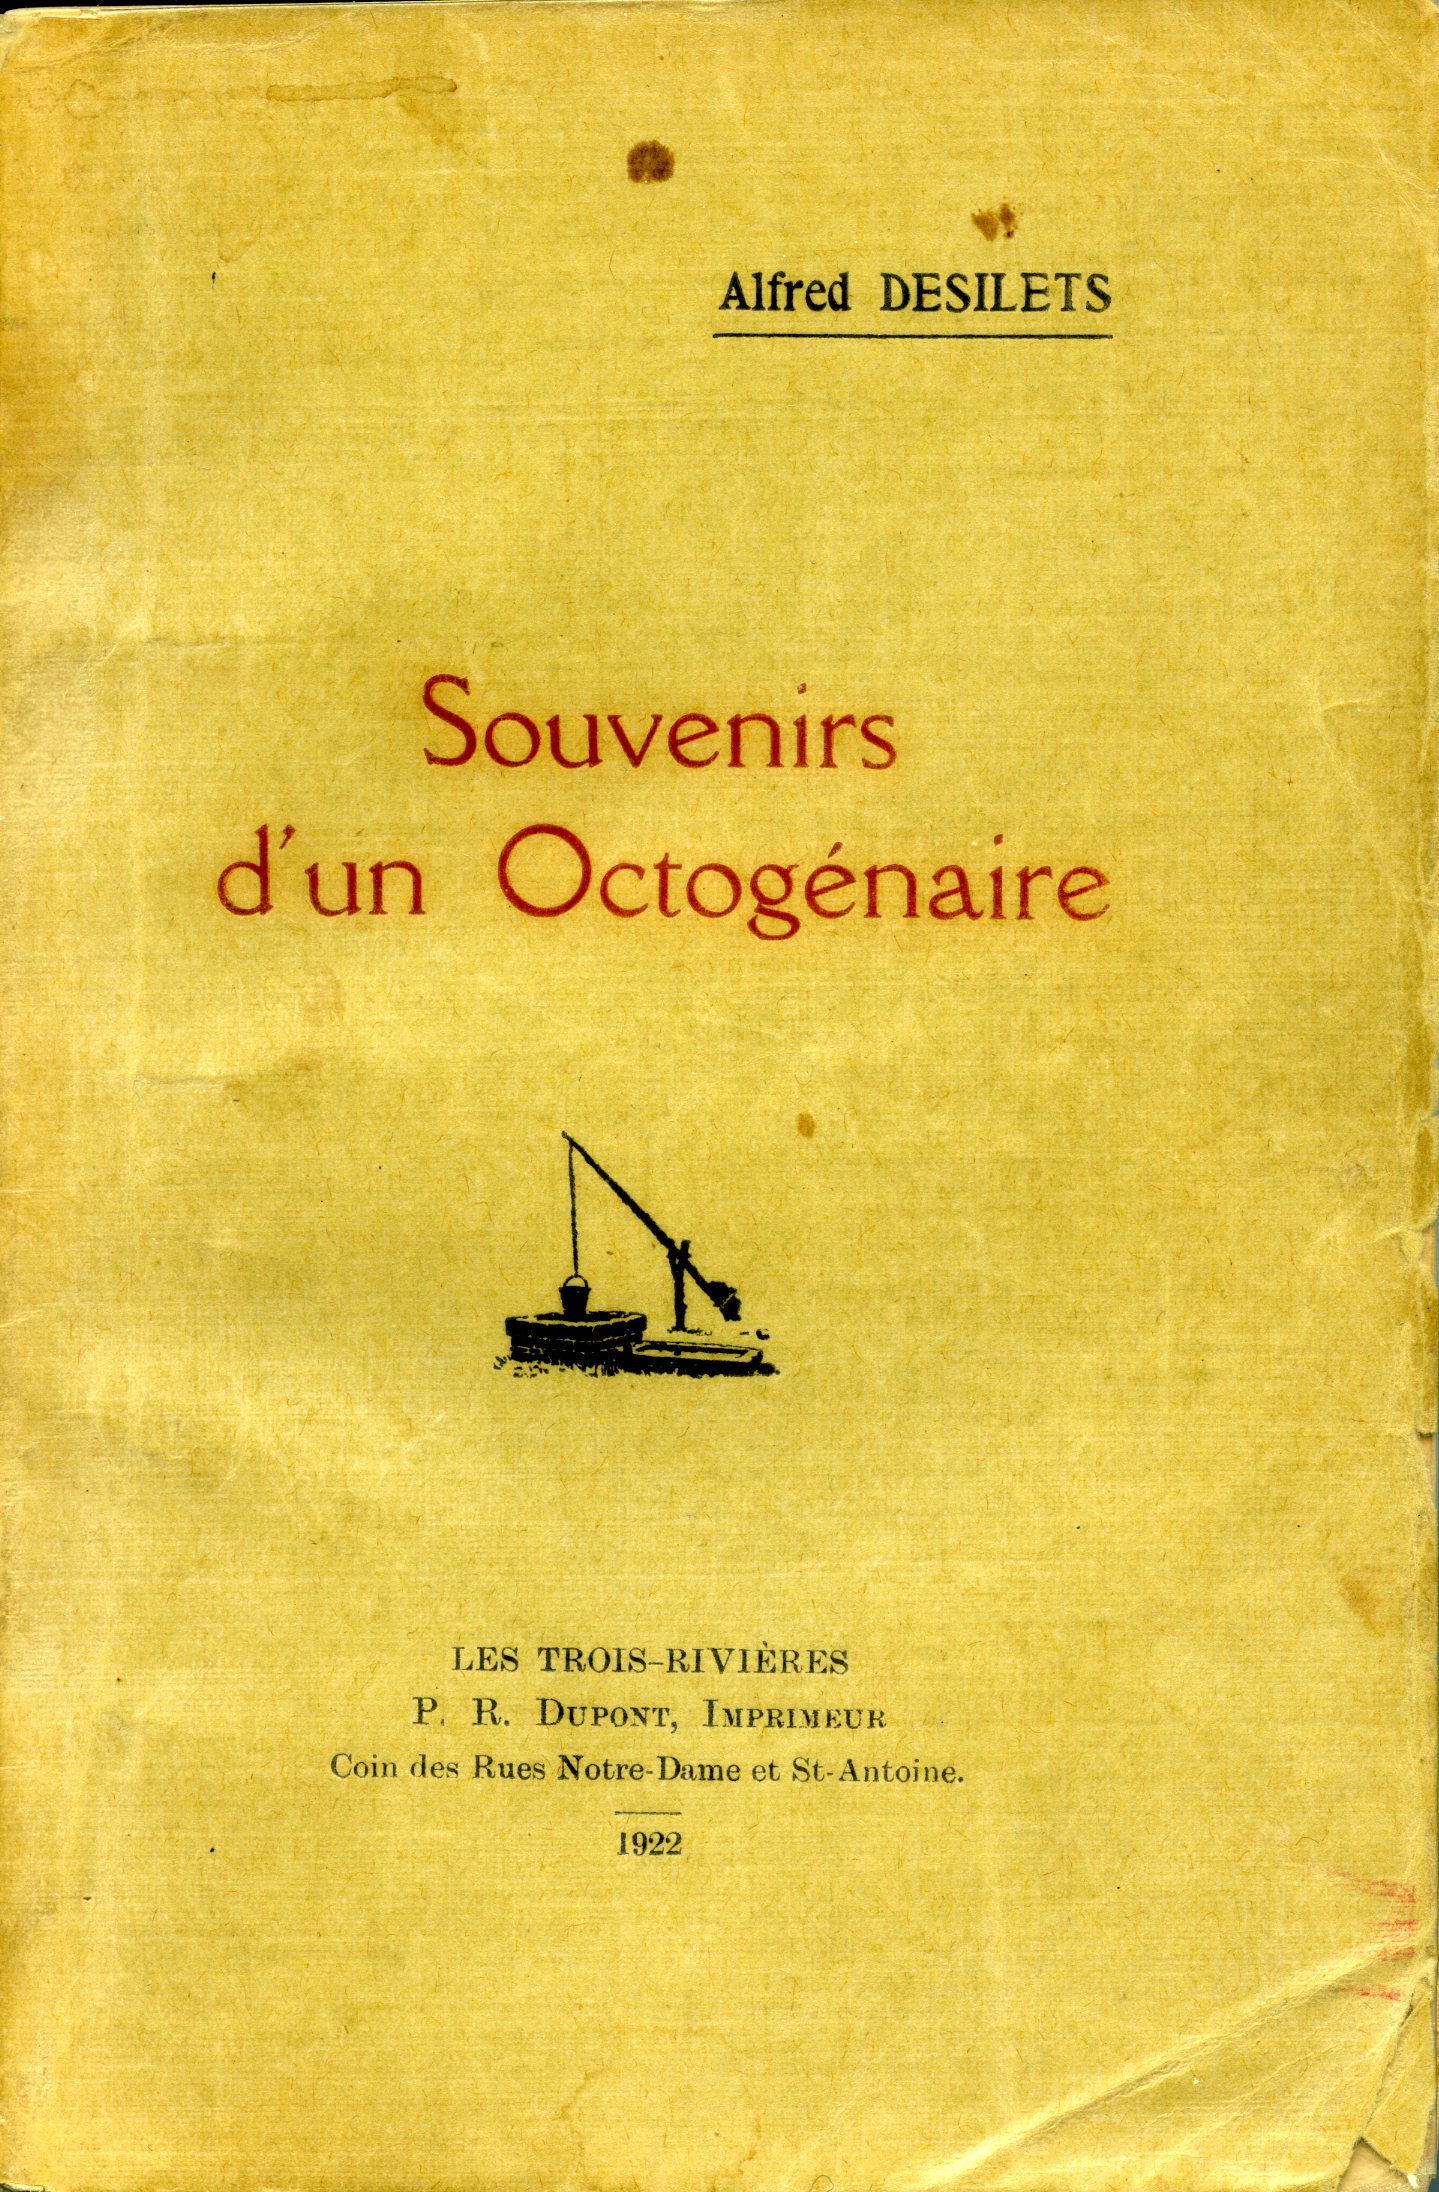 Alfred DESILETS
Souvenirs
d'un Octogénaire
LES TROIS-RIVIÈRES
P. R. DUPONT, IMPRIMEUR
Coin des Rues Notre-Dame et St-Antoine.
1922